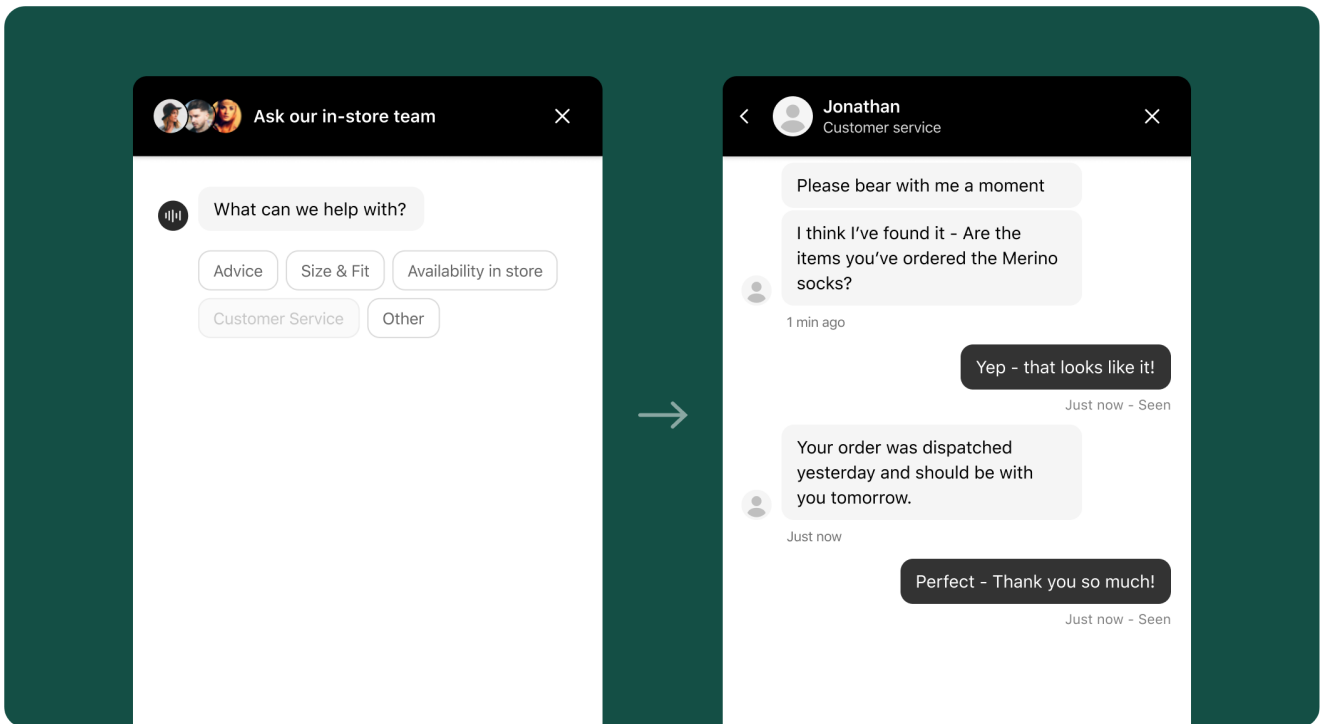 Ask our in-store team
What can we help with?
Advice
Size & Fit
Availability in store
Customer Service
Other
Jonathan
Customer service
Please bear with me a moment
I think I’ve found it - Are the
items you’ve ordered the Merino
socks?
1 min ago
Yep - that looks like it!
Just now - Seen
Your order was dispatched
yesterday and should be with
you tomorrow.
Just now
Perfect - Thank you so much!
Just now - Seen